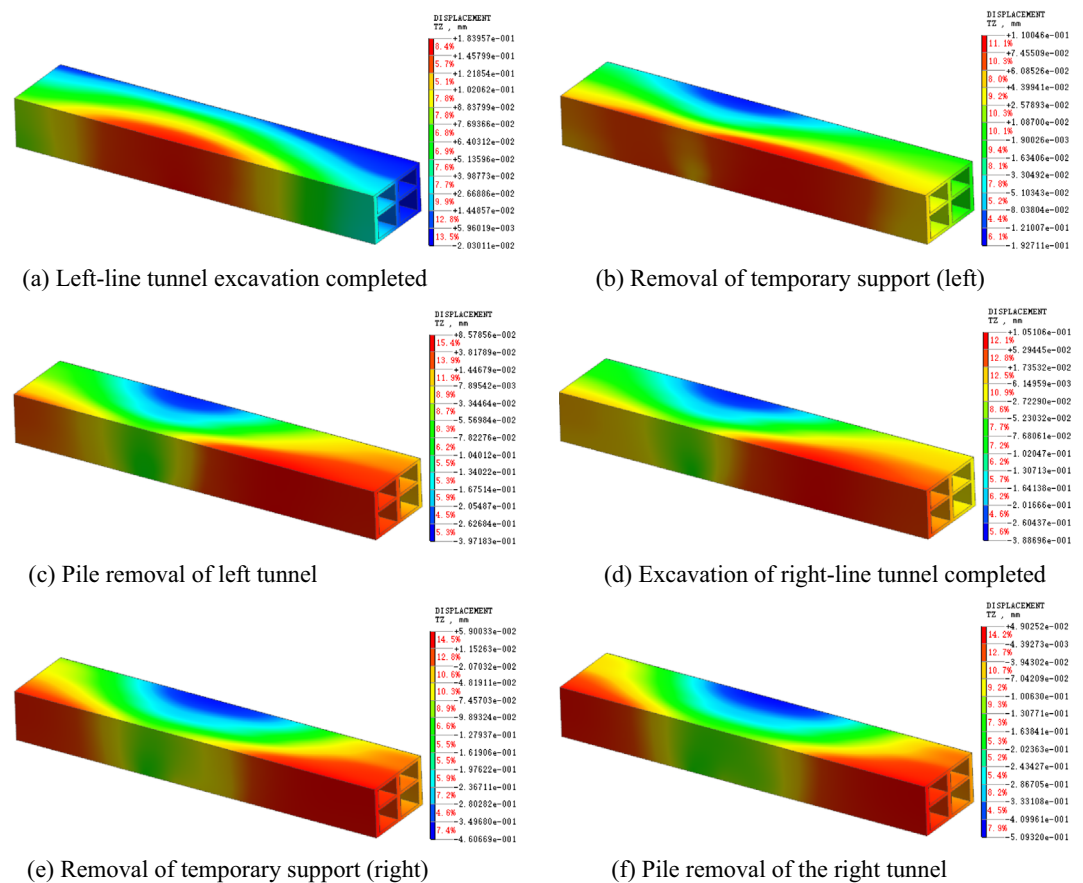 DISPLACEMENT
TZ , mm
+1.83957e-001
8.4%
+1.45799e-001
5.7%
+1.21854e-001
5.1%
+1.02062e-001
7.8%
+8.83799e-002
7.8%
+7.69366e-002
6.8%
+6.40312e-002
6.9%
+5.13596e-002
7.6%
+3.98773e-002
7.7%
+2.66886e-002
9.9%
+1.44857e-002
12.8%
+5.96019e-003
13.5%
-2.03011e-002
(a) Left-line tunnel excavation completed
DISPLACEMENT
TZ , mm
+1.10046e-001
11.1%
+7.45509e-002
10.3%
+6.08526e-002
8.0%
+4.39941e-002
9.2%
+2.57893e-002
10.3%
+1.08700e-002
10.1%
-1.90026e-003
9.4%
-1.63406e-002
8.1%
-3.30492e-002
7.8%
-5.10343e-002
5.2%
-8.03804e-002
4.4%
-1.21007e-001
6.1%
-1.92711e-001
(b) Removal of temporary support (left)
DISPLACEMENT
TZ , mm
+8.57856e-002
15.4%
+3.81789e-002
13.9%
+1.44679e-002
11.9%
-7.89542e-003
8.9%
-3.34464e-002
8.7%
-5.56984e-002
8.3%
-7.82276e-002
6.2%
-1.04012e-001
5.5%
-1.34022e-001
5.3%
-1.67514e-001
5.9%
-2.05487e-001
4.5%
-2.62684e-001
5.3%
-3.97183e-001
(c) Pile removal of left tunnel
DISPLACEMENT
TZ , mm
+1.05106e-001
12.1%
+5.29445e-002
12.8%
+1.73532e-002
12.5%
-6.14959e-003
10.9%
-2.72290e-002
8.6%
-5.23032e-002
7.7%
-7.68061e-002
7.2%
-1.02047e-001
6.2%
-1.30713e-001
5.7%
-1.64138e-001
6.2%
-2.01666e-001
4.6%
-2.60437e-001
5.6%
-3.88696e-001
(d) Excavation of right-line tunnel completed
DISPLACEMENT
TZ , mm
+5.90033e-002
14.5%
+1.15263e-002
12.8%
-2.07032e-002
10.6%
-4.81911e-002
10.3%
-7.45703e-002
8.9%
-9.89324e-002
6.6%
-1.27937e-001
5.5%
-1.61906e-001
5.5%
-1.97622e-001
5.9%
-2.36711e-001
7.2%
-2.80282e-001
4.6%
-3.49680e-001
7.4%
-4.60669e-001
(e) Removal of temporary support (right)
DISPLACEMENT
TZ , mm
+4.90252e-002
14.2%
+4.39273e-003
12.7%
-3.94302e-002
10.7%
-7.04209e-002
9.2%
-1.00630e-001
9.3%
-1.30771e-001
7.3%
-1.63841e-001
5.3%
-2.02363e-001
5.2%
-2.43427e-001
5.4%
-2.86705e-001
8.2%
-3.33108e-001
4.5%
-4.09961e-001
7.9%
-5.09320e-001
(f) Pile removal of the right tunnel